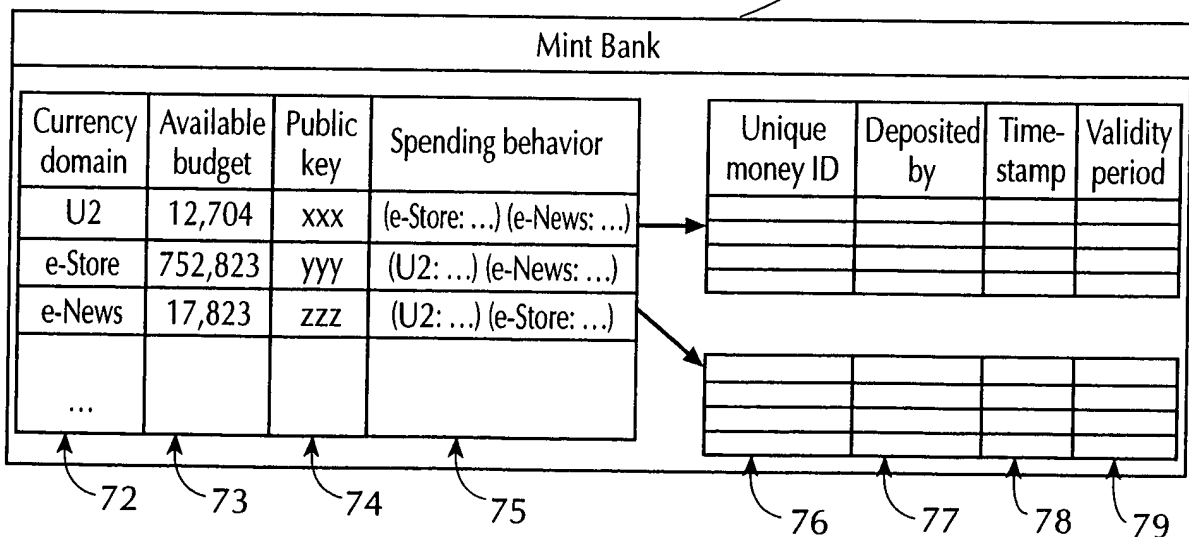 Mint Bank
Currency domain Available budget Public key Spending behavior
U2 12,704 xxx (e-Store: ...) (e-News: ...)
e-Store 752,823 yyy (U2: ...) (e-News: ...)
e-News 17,823 zzz (U2: ...) (e-Store: ...)
...
Unique money ID Deposited by Time-stamp Validity period
72 73 74 75 76 77 78 79